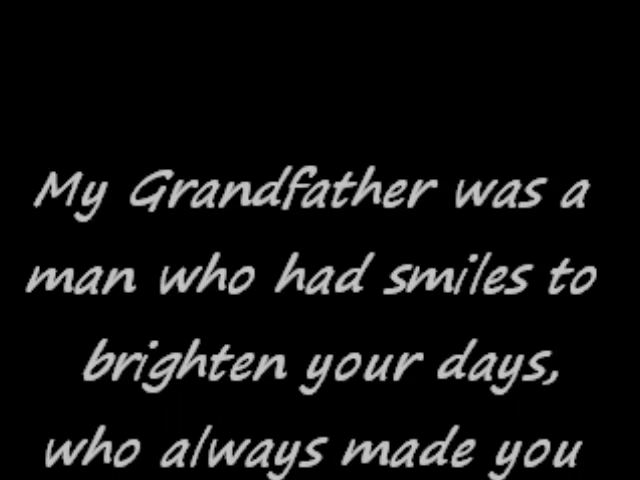 My Grandfather was a
man who had smiles to
brighten your days,
who always made you